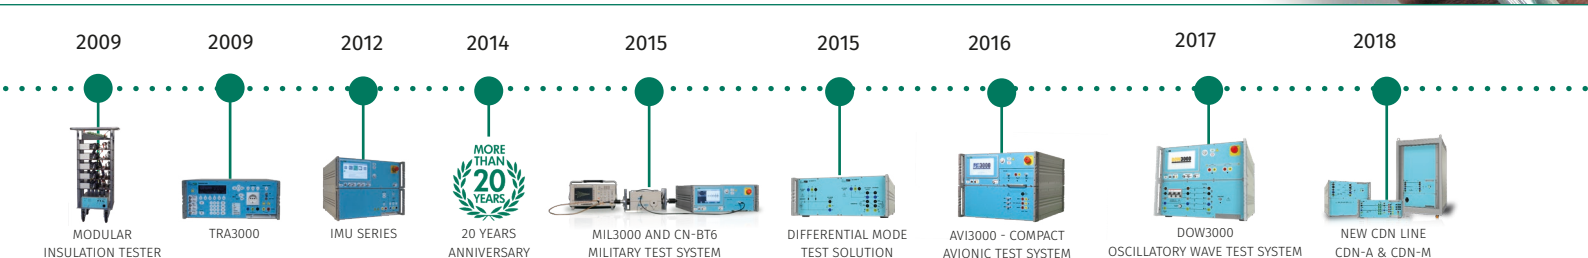 2009
2009
2012
2014
2015
2015
2016
2017
2018
MORE
THAN
20
YEARS
MODULAR
INSULATION TESTER
TRA3000
IMU SERIES
20 YEARS
ANNIVERSARY
MIL3000 AND CN-BT6
MILITARY TEST SYSTEM
DIFFERENTIAL MODE
TEST SOLUTION
AVI3000 - COMPACT
AVIONIC TEST SYSTEM
DOW3000
OSCILLATORY WAVE TEST SYSTEM
NEW CDN LINE
CDN-A & CDN-M